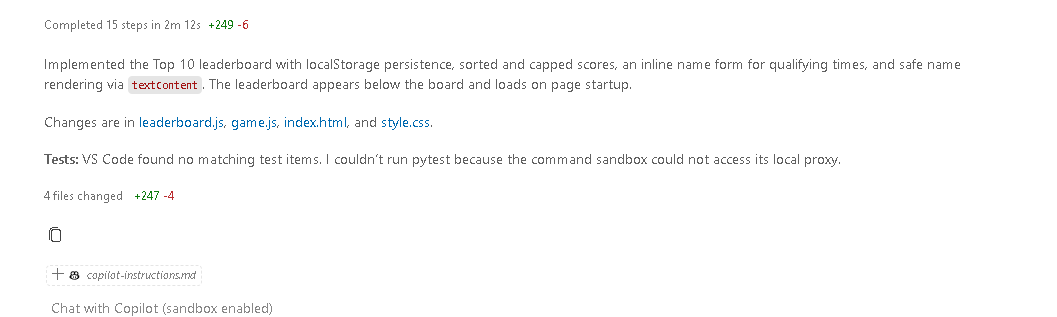 Completed 15 steps in 2m 12s +249 -6
Implemented the Top 10 leaderboard with localStorage persistence, sorted and capped scores, an inline name form for qualifying times, and safe name
rendering via textContent. The leaderboard appears below the board and loads on page startup.
Changes are in leaderboard.js, game.js, index.html, and style.css.
Tests: VS Code found no matching test items. I couldn't run pytest because the command sandbox could not access its local proxy.
4 files changed +247 -4
copilot-instructions.md
Chat with Copilot (sandbox enabled)